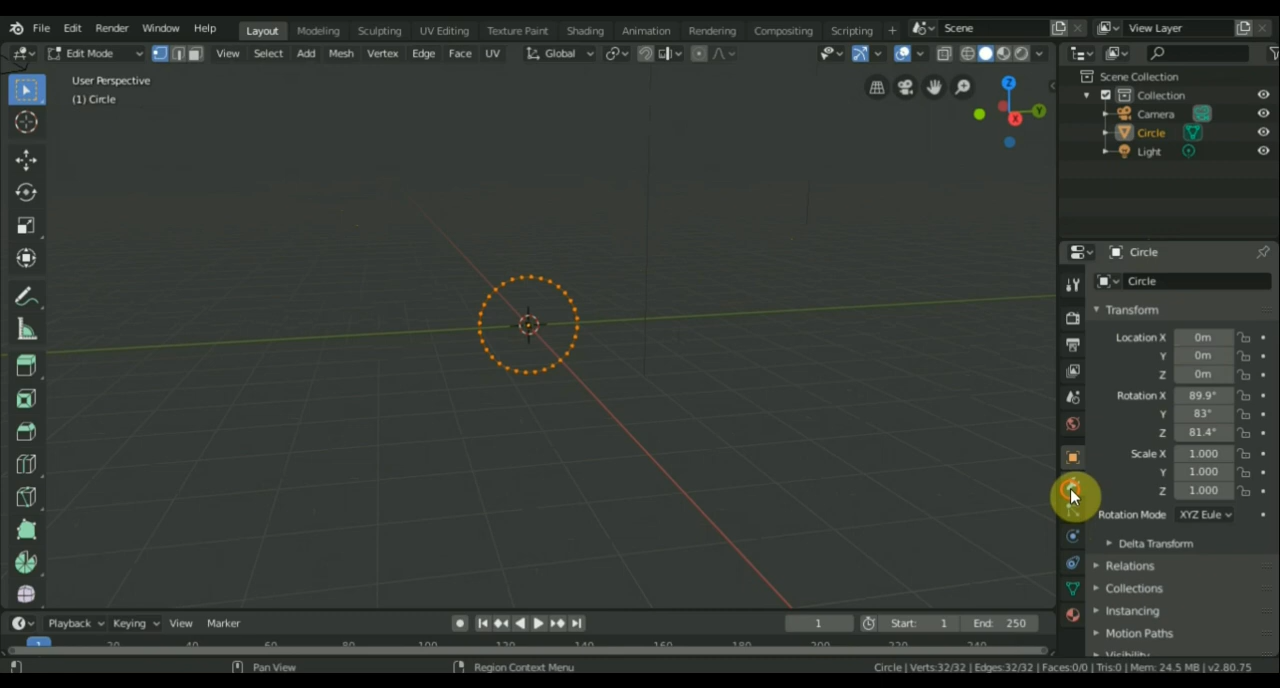 File Edit Render Window Help Layout Modeling Sculpting UV Editing Texture Paint Shading Animation Rendering Compositing Scripting + Scene View Layer
Edit Mode View Select Add Mesh Vertex Edge Face UV Global
User Perspective
(1) Circle
Z
Y
X
Scene Collection
Collection
Camera
Circle
Light
Circle
Circle
Transform
Location X 0m
Y 0m
Z 0m
Rotation X 89.9°
Y 83°
Z 81.4°
Scale X 1.000
Y 1.000
Z 1.000
Rotation Mode XYZ Eule
Delta Transform
Relations
Collections
Instancing
Motion Paths
Visibility
Playback Keying View Marker 1 Start: 1 End: 250
1 20 40 60 80 100 120 140 160 180 200 220 240
Pan View Region Context Menu Circle | Verts:32/32 | Edges:32/32 | Faces:0/0 | Tris:0 | Mem: 24.5 MB | v2.80.75